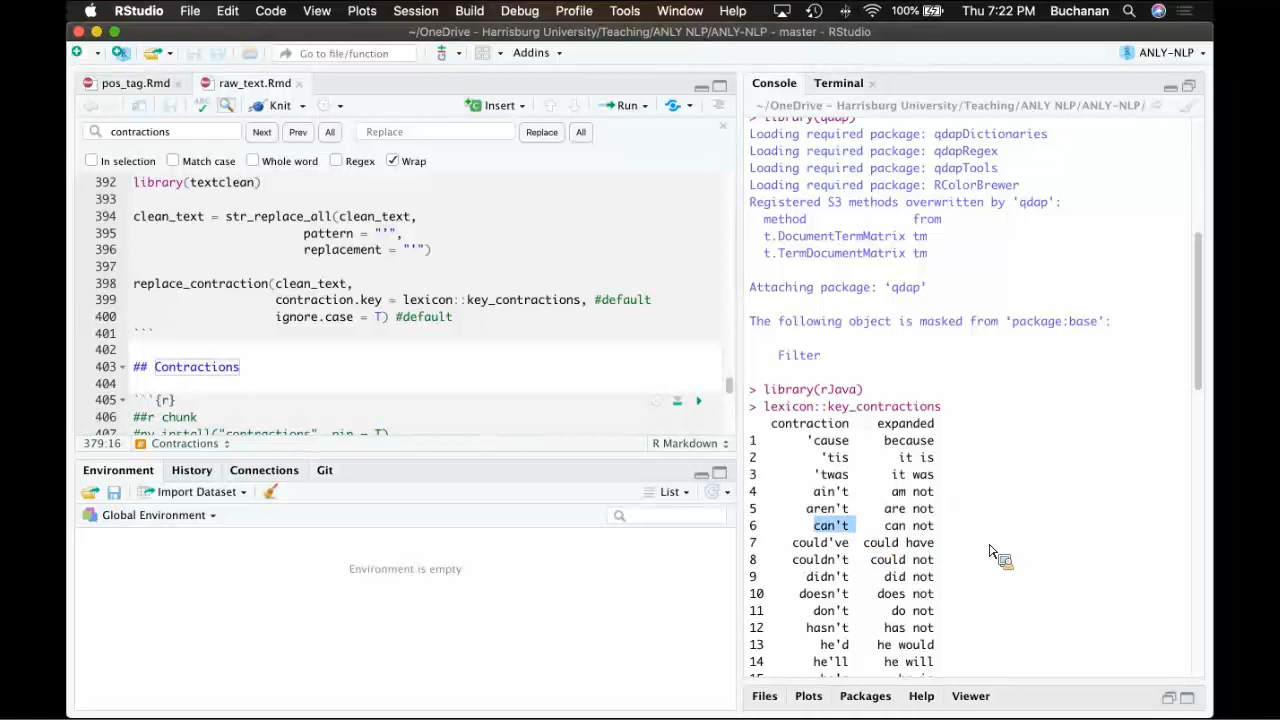 RStudio File Edit Code View Plots Session Build Debug Profile Tools Window Help 100% Thu 7:22 PM Buchanan
~/OneDrive - Harrisburg University/Teaching/ANLY NLP/ANLY-NLP - master - RStudio
Go to file/function Addins ANLY-NLP
pos_tag.Rmd raw_text.Rmd
Knit Insert Run
contractions Next Prev All Replace Replace All
In selection Match case Whole word Regex Wrap
392 library(textclean)
393
394 clean_text = str_replace_all(clean_text,
395 pattern = "’",
396 replacement = "'")
397
398 replace_contraction(clean_text,
399 contraction.key = lexicon::key_contractions, #default
400 ignore.case = T) #default
401 ```
402
403 ## Contractions
404
405 ```{r}
406 ##r chunk
407 #py_install("contractions", pip = T)
379:16 Contractions R Markdown
Environment History Connections Git
Import Dataset List
Global Environment
Environment is empty
Console Terminal
~/OneDrive - Harrisburg University/Teaching/ANLY NLP/ANLY-NLP/
> library(qdap)
Loading required package: qdapDictionaries
Loading required package: qdapRegex
Loading required package: qdapTools
Loading required package: RColorBrewer
Registered S3 methods overwritten by 'qdap':
method from
t.DocumentTermMatrix tm
t.TermDocumentMatrix tm
Attaching package: ‘qdap’
The following object is masked from ‘package:base’:
Filter
> library(rJava)
> lexicon::key_contractions
contraction expanded
1 'cause because
2 'tis it is
3 'twas it was
4 ain't am not
5 aren't are not
6 can't can not
7 could've could have
8 couldn't could not
9 didn't did not
10 doesn't does not
11 don't do not
12 hasn't has not
13 he'd he would
14 he'll he will
Files Plots Packages Help Viewer